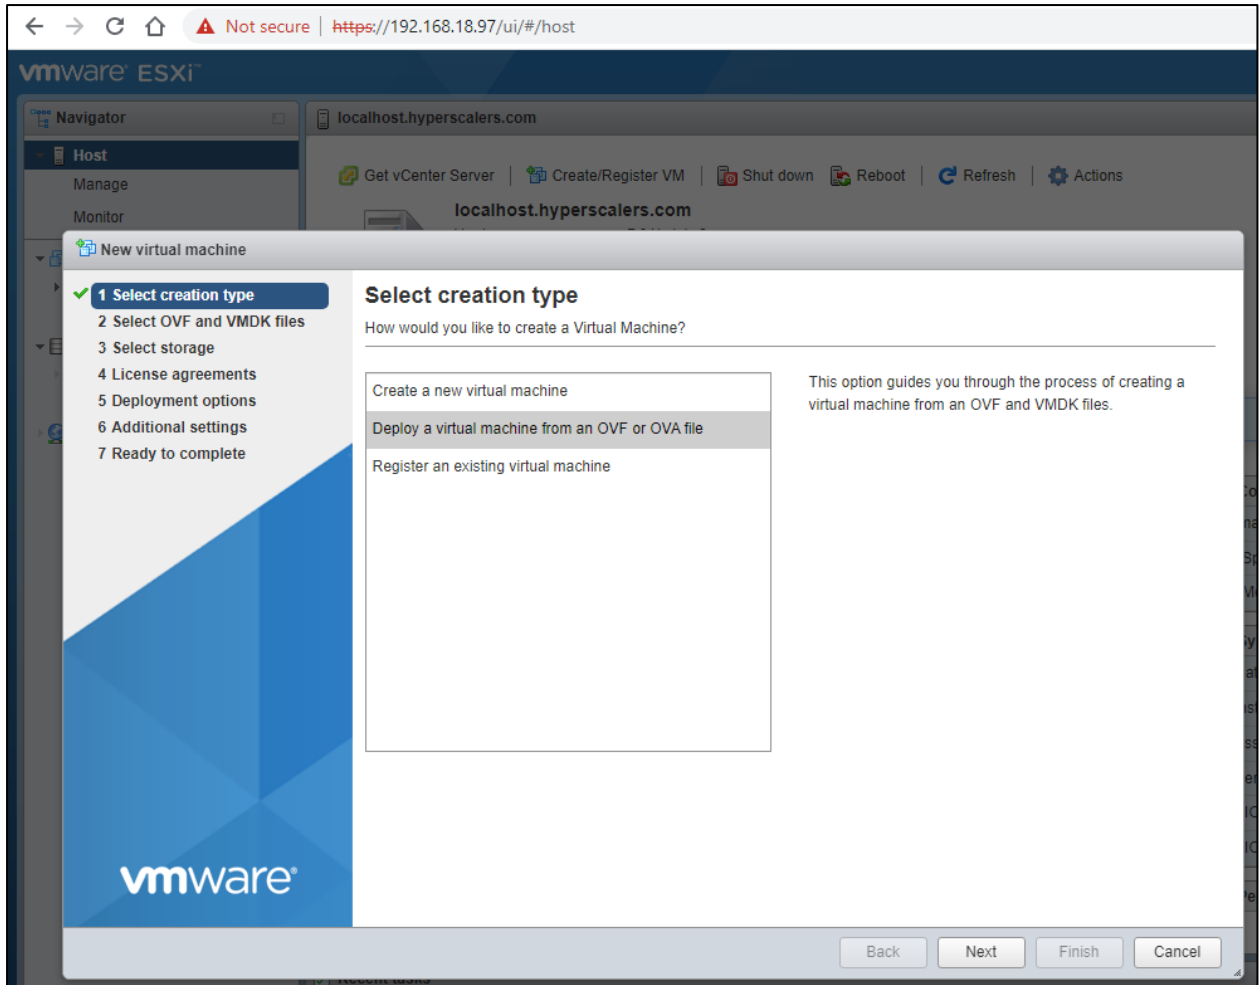 Not secure | https://192.168.18.97/ui/#/host
vmware ESXi™
Navigator
localhost.hyperscalers.com
Host
Manage
Monitor
Get vCenter Server | Create/Register VM | Shut down Reboot | Refresh | Actions
localhost.hyperscalers.com
New virtual machine
1 Select creation type
2 Select OVF and VMDK files
3 Select storage
4 License agreements
5 Deployment options
6 Additional settings
7 Ready to complete
Select creation type
How would you like to create a Virtual Machine?
Create a new virtual machine
Deploy a virtual machine from an OVF or OVA file
Register an existing virtual machine
This option guides you through the process of creating a
virtual machine from an OVF and VMDK files.
vmware®
Back
Next
Finish
Cancel
Recent tasks